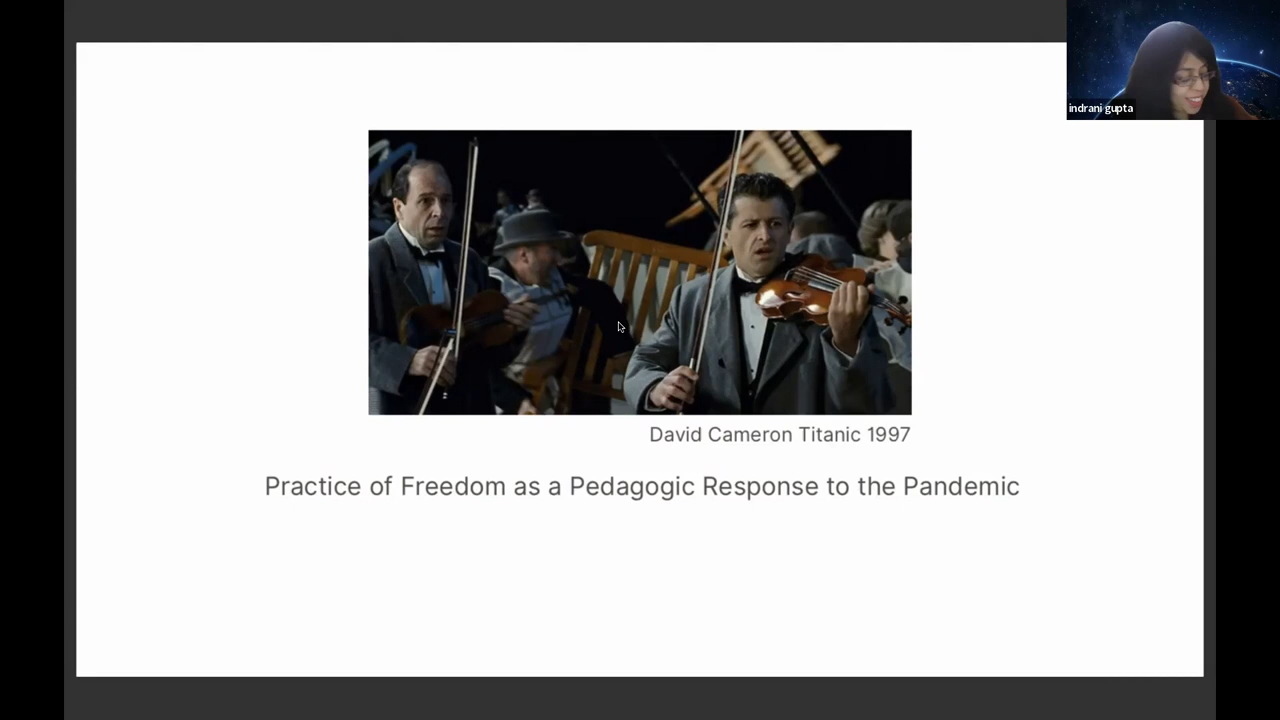 indrani gupta
David Cameron Titanic 1997
Practice of Freedom as a Pedagogic Response to the Pandemic